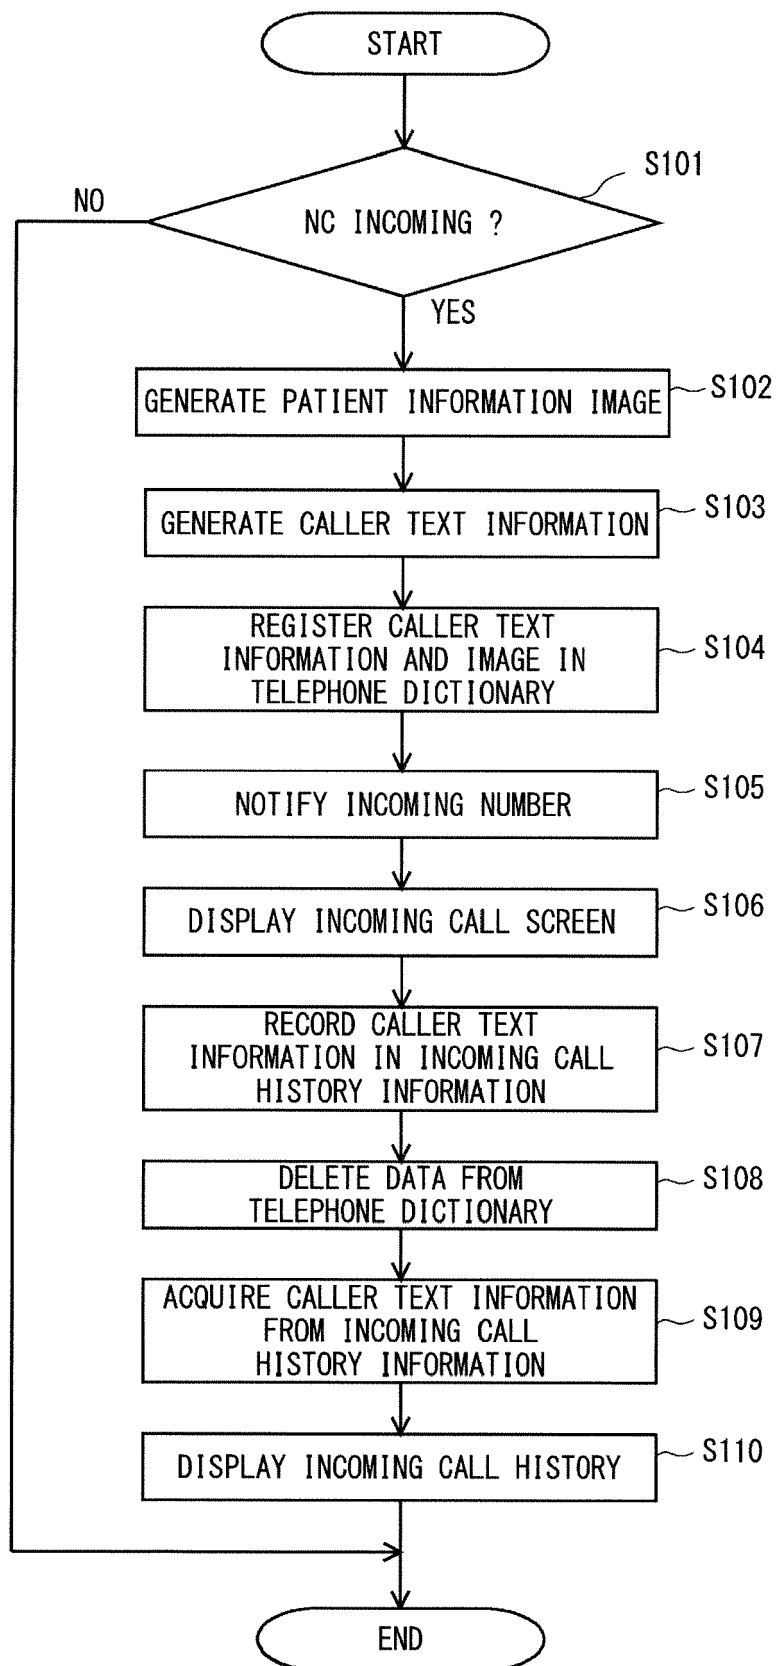 START
S101
NO
NC INCOMING ?
YES
GENERATE PATIENT INFORMATION IMAGE
S102
GENERATE CALLER TEXT INFORMATION
S103
REGISTER CALLER TEXT
INFORMATION AND IMAGE IN
TELEPHONE DICTIONARY
S104
NOTIFY INCOMING NUMBER
S105
DISPLAY INCOMING CALL SCREEN
S106
RECORD CALLER TEXT
INFORMATION IN INCOMING CALL
HISTORY INFORMATION
S107
DELETE DATA FROM
TELEPHONE DICTIONARY
S108
ACQUIRE CALLER TEXT INFORMATION
FROM INCOMING CALL
HISTORY INFORMATION
S109
DISPLAY INCOMING CALL HISTORY
S110
END